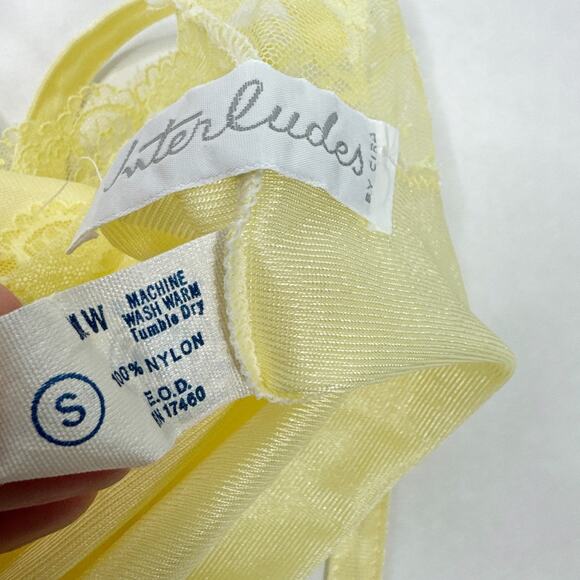 Interludes
BY CIRA
MACHINE
WASH WARM
Tumble Dry
100% NYLON
E.O.D.
17460
S